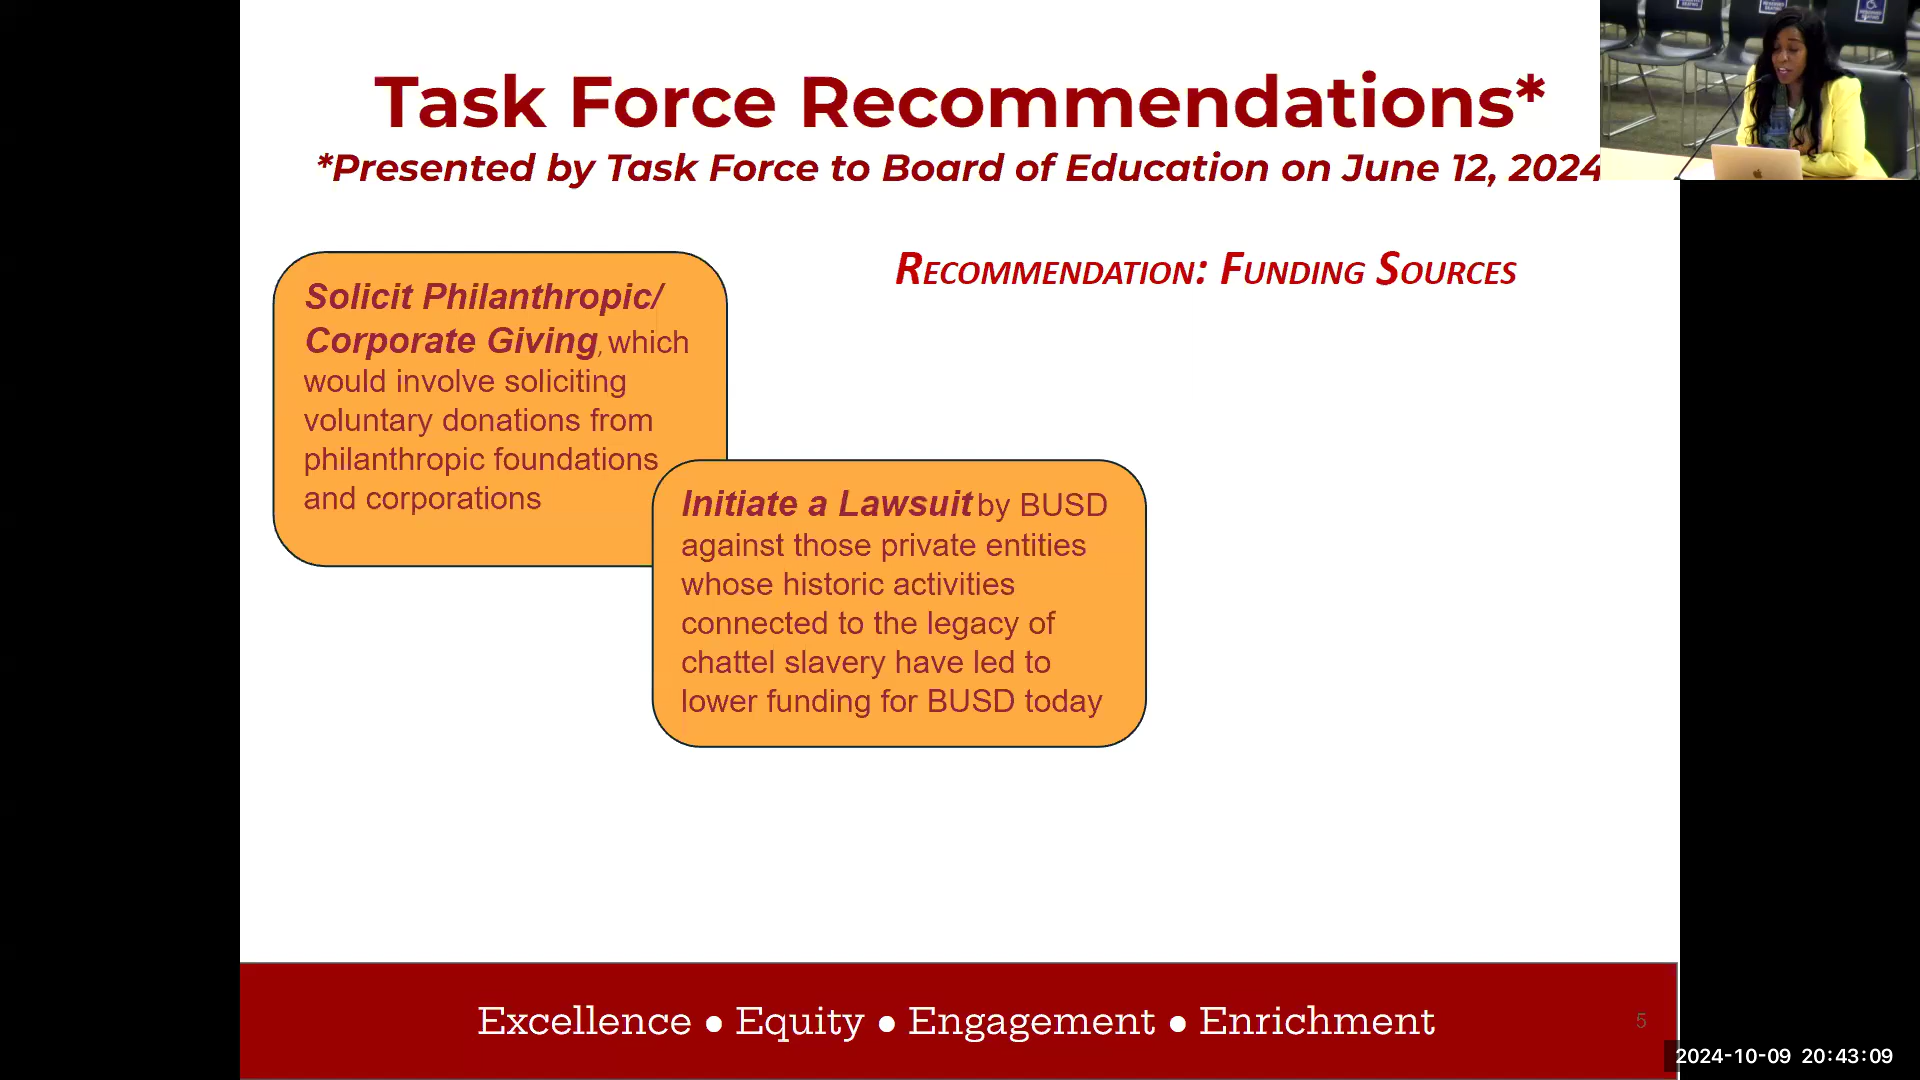 Task Force Recommendations*
*Presented by Task Force to Board of Education on June 12, 2024
RECOMMENDATION: FUNDING SOURCES
Solicit Philanthropic/
Corporate Giving, which
would involve soliciting
voluntary donations from
philanthropic foundations
and corporations
Initiate a Lawsuit by BUSD
against those private entities
whose historic activities
connected to the legacy of
chattel slavery have led to
lower funding for BUSD today
Excellence ● Equity ● Engagement ● Enrichment
5
2024-10-09 20:43:09